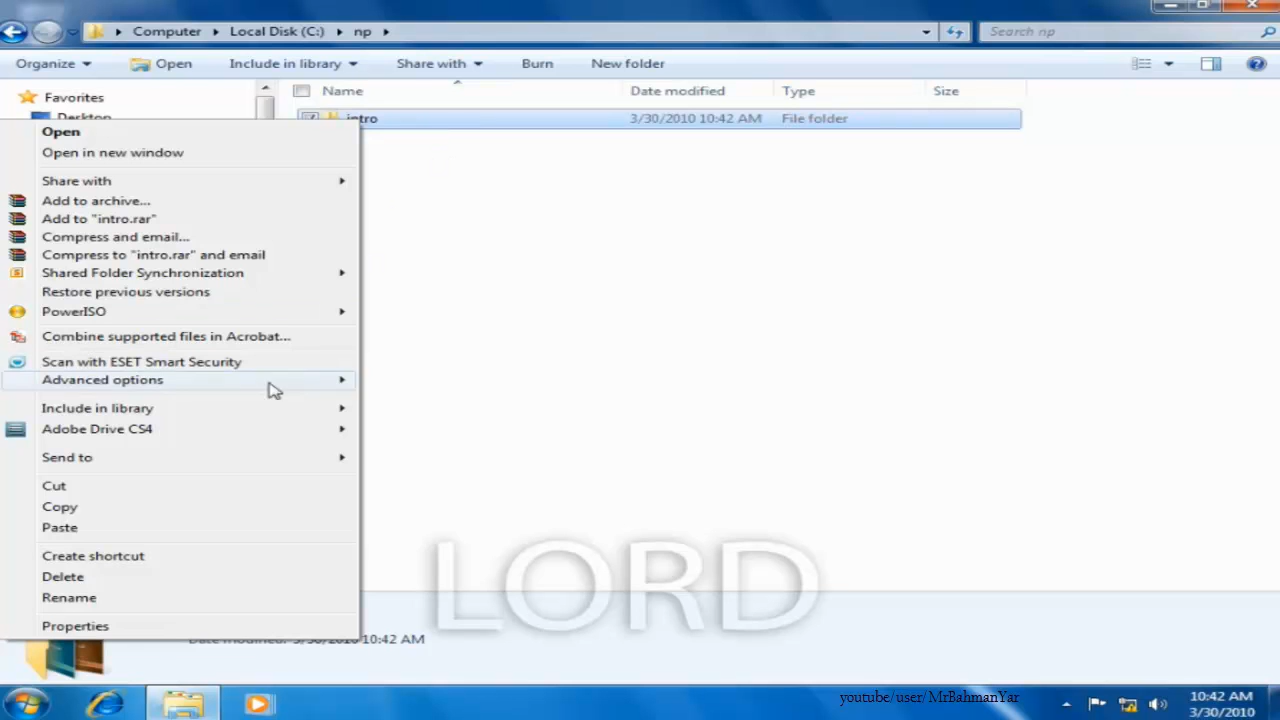 Computer Local Disk (C:) np
Search np
Organize Open Include in library Share with Burn New folder
Favorites
Desktop
Name Date modified Type Size
intro 3/30/2010 10:42 AM File folder
Open
Open in new window
Share with
Add to archive...
Add to "intro.rar"
Compress and email...
Compress to "intro.rar" and email
Shared Folder Synchronization
Restore previous versions
PowerISO
Combine supported files in Acrobat...
Scan with ESET Smart Security
Advanced options
Include in library
Adobe Drive CS4
Send to
Cut
Copy
Paste
Create shortcut
Delete
Rename
Properties
LORD
Date modified: 3/30/2010 10:42 AM
youtube/user/MrBahmanYar
10:42 AM
3/30/2010